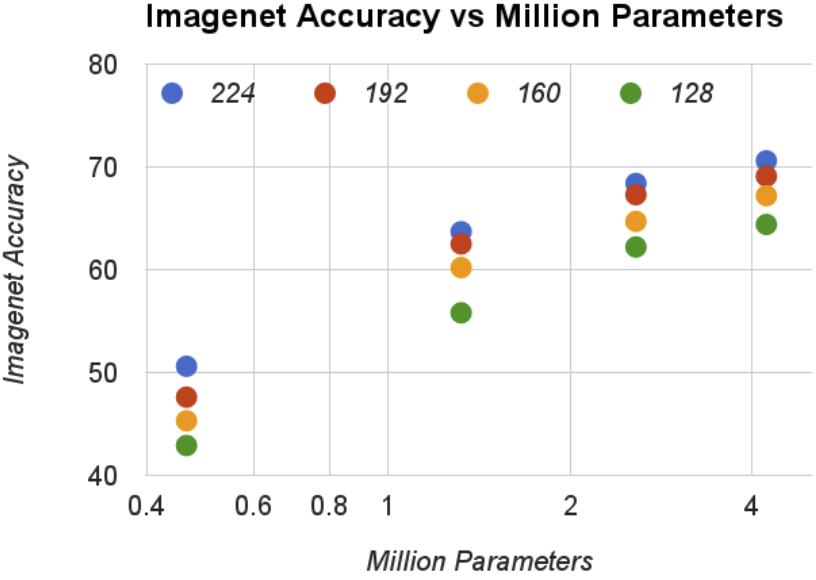 Imagenet Accuracy vs Million Parameters
Imagenet Accuracy
80
224 192 160 128
70
60
50
40
0.4 0.6 0.8 1 2 4
Million Parameters